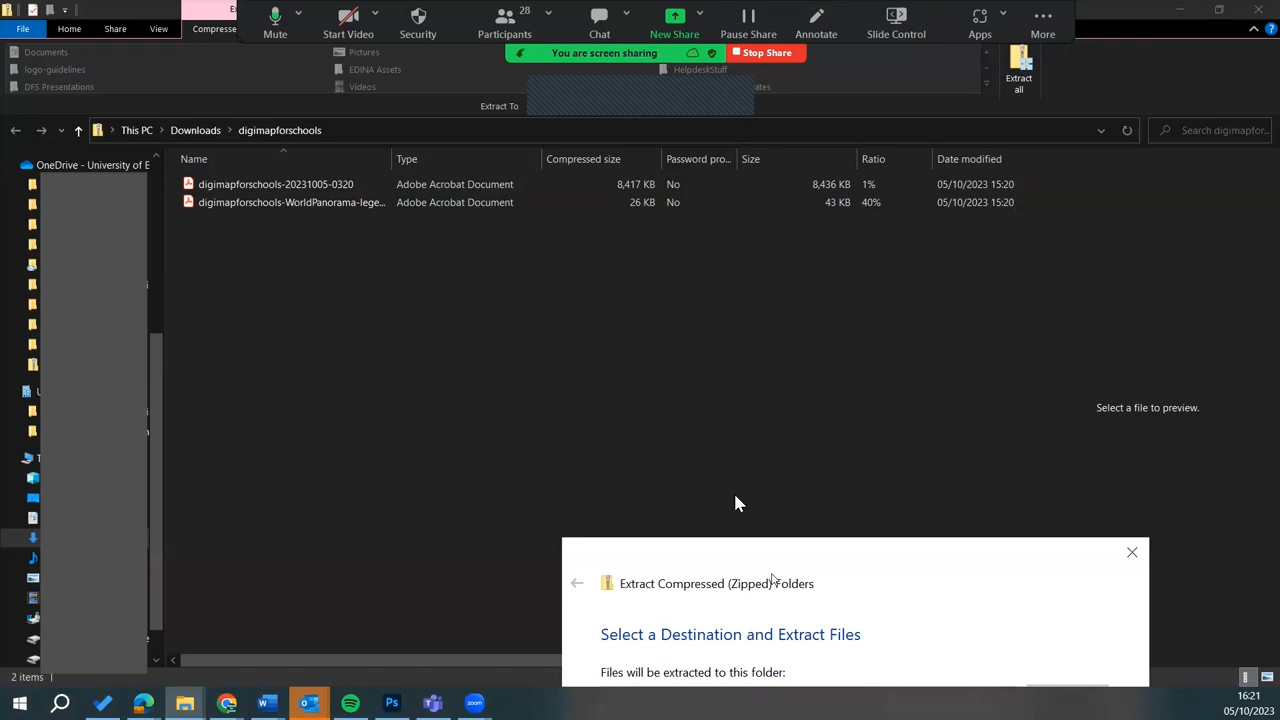 28
Mute
Start Video
Security
Participants
Chat
New Share
Pause Share
Annotate
Slide Control
Apps
More
File
Home
Share
View
Compresse
You are screen sharing
Stop Share
Documents
Pictures
logo-guidelines
EDINA Assets
HelpdeskStuff
DFS Presentations
Videos
ates
Extract all
Extract To
This PC
Downloads
digimapforschools
Search digimapfor...
OneDrive - University of E
Name Type Compressed size Password pro... Size Ratio Date modified
digimapforschools-20231005-0320 Adobe Acrobat Document 8,417 KB No 8,436 KB 1% 05/10/2023 15:20
digimapforschools-WorldPanorama-lege... Adobe Acrobat Document 26 KB No 43 KB 40% 05/10/2023 15:20
Select a file to preview.
Extract Compressed (Zipped) Folders
Select a Destination and Extract Files
Files will be extracted to this folder:
2 items
16:21
05/10/2023